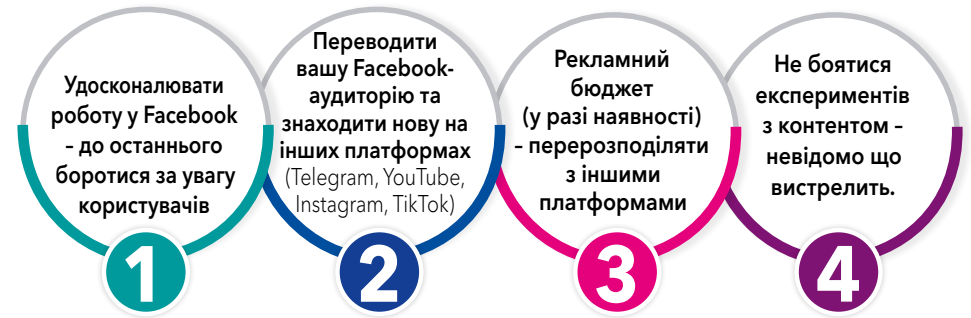 Удосконалювати
роботу у Facebook
– до останнього
боротися за увагу
користувачів
1
Переводити
вашу Facebook-
аудиторію та
знаходити нову на
інших платформах
(Telegram, YouTube,
Instagram, TikTok)
2
Рекламний
бюджет
(у разі наявності)
– перерозподіляти
з іншими
платформами
3
Не боятися
експериментів
з контентом –
невідомо що
вистрелить.
4